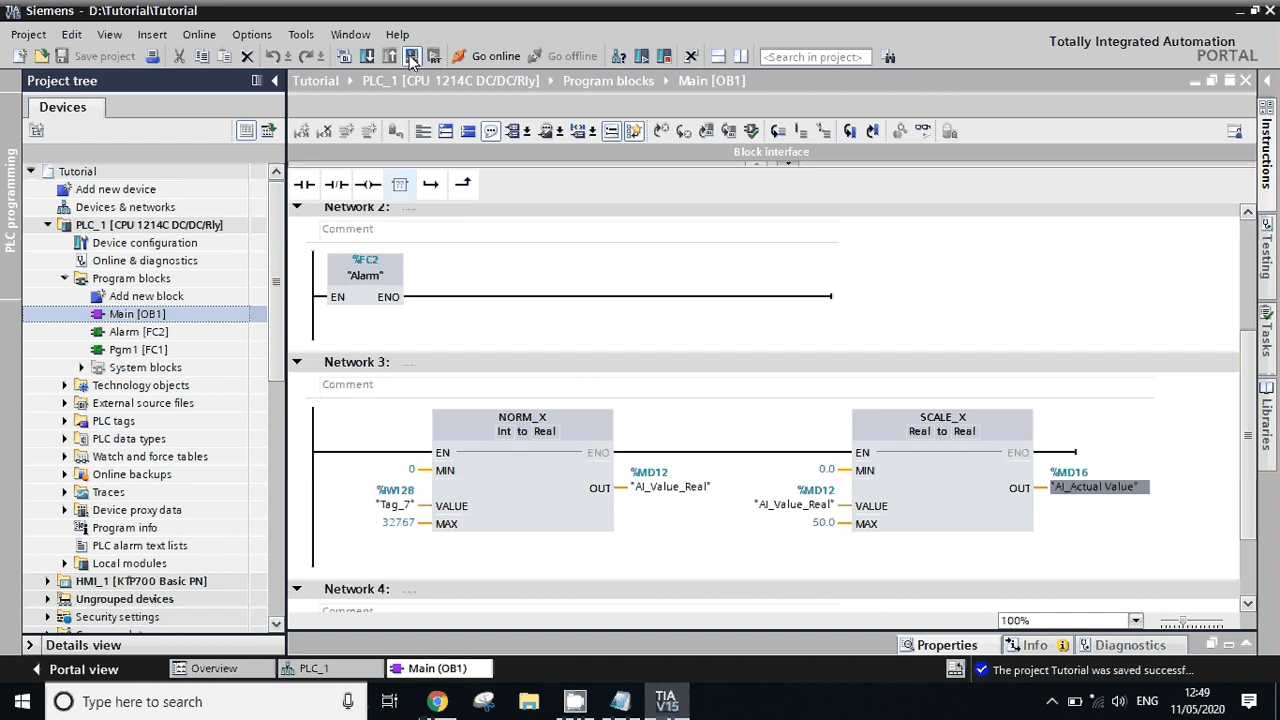 Siemens - D:\Tutorial\Tutorial
Project Edit View Insert Online Options Tools Window Help
Totally Integrated Automation
PORTAL
Save project
Go online
Go offline
<Search in project>
Project tree
Tutorial PLC_1 [CPU 1214C DC/DC/Rly] Program blocks Main [OB1]
Devices
PLC programming
Block interface
Tutorial
Add new device
Devices & networks
PLC_1 [CPU 1214C DC/DC/Rly]
Device configuration
Online & diagnostics
Program blocks
Add new block
Main [OB1]
Alarm [FC2]
Pgm1 [FC1]
System blocks
Technology objects
External source files
PLC tags
PLC data types
Watch and force tables
Online backups
Traces
Device proxy data
Program info
PLC alarm text lists
Local modules
HMI_1 [KTP700 Basic PN]
Ungrouped devices
Security settings
Details view
Network 2: ....
Comment
%FC2
"Alarm"
EN ENO
Network 3: ....
Comment
NORM_X
Int to Real
EN ENO
0 MIN
%MD12
"AI_Value_Real"
OUT
"Tag_7" VALUE
32767 MAX
SCALE_X
Real to Real
EN ENO
0.0 MIN
%MD16
"AI_Actual Value"
OUT
%MD12
"AI_Value_Real" VALUE
50.0 MAX
Network 4: ....
Comment
100%
Instructions
Testing
Tasks
Libraries
Properties Info Diagnostics
Portal view Overview PLC_1 Main (OB1)
The project Tutorial was saved successf...
Type here to search
TIA
V15
ENG
12:49
11/05/2020